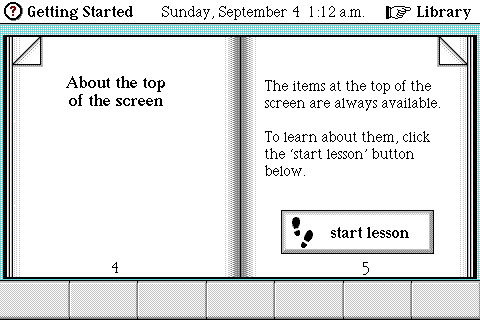 ? Getting Started Sunday, September 4 1:12 a.m. Library
About the top
of the screen
4
The items at the top of the
screen are always available.
To learn about them, click
the ‘start lesson’ button
below.
start lesson
5